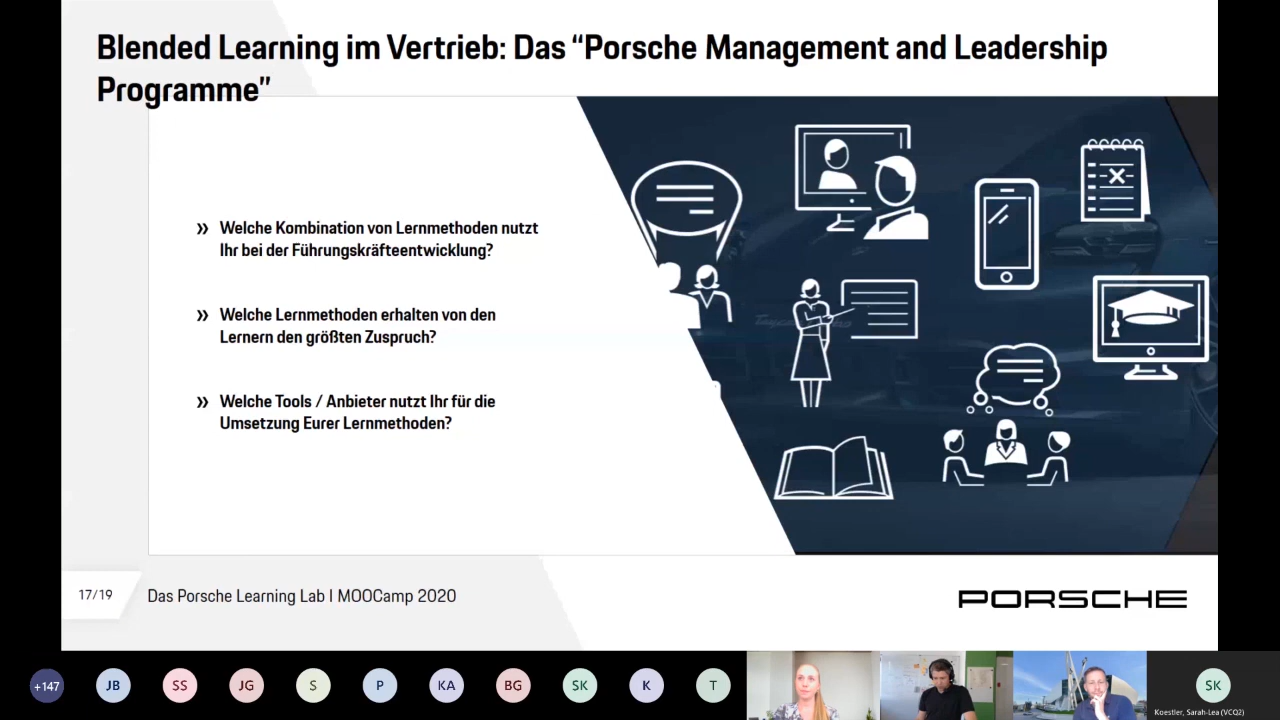 Blended Learning im Vertrieb: Das “Porsche Management and Leadership
Programme”
» Welche Kombination von Lernmethoden nutzt
Ihr bei der Führungskräfteentwicklung?
» Welche Lernmethoden erhalten von den
Lernern den größten Zuspruch?
» Welche Tools / Anbieter nutzt Ihr für die
Umsetzung Eurer Lernmethoden?
17/19
Das Porsche Learning Lab I MOOCamp 2020
PORSCHE
+147
JB
SS
JG
S
P
KA
BG
SK
K
T
SK
Koestler, Sarah-Lea (VCQ2)